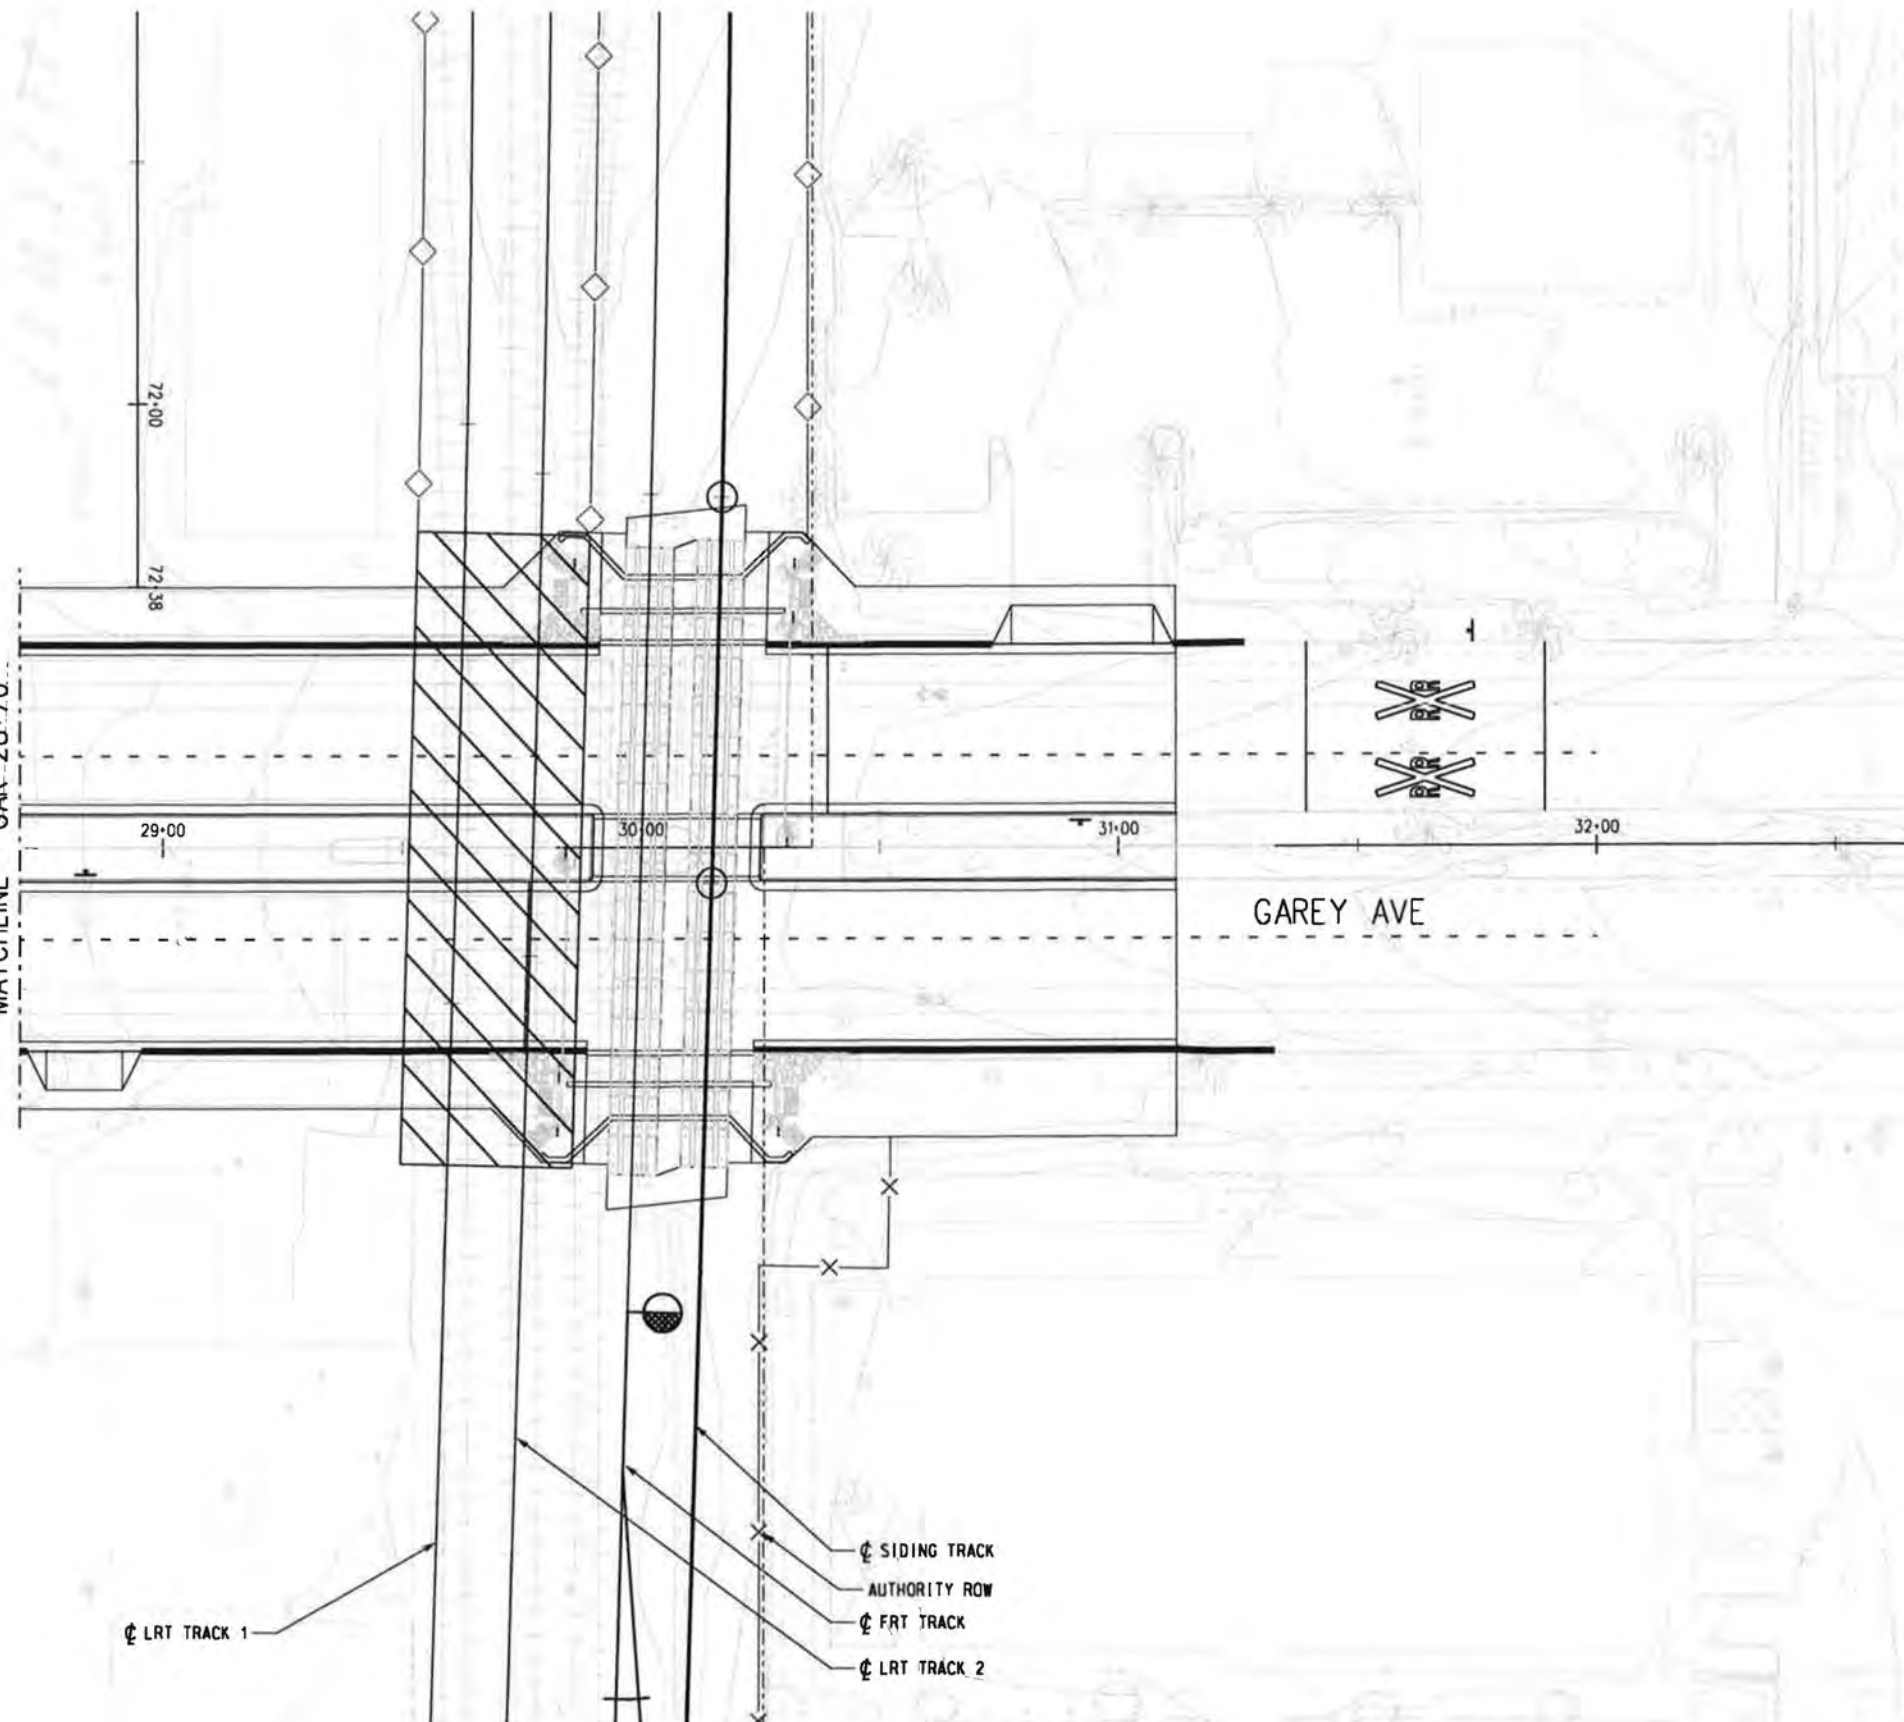 72+00
72+38
MATCHLINE
29+00
30+00
31+00
32+00
RR
RR
GAREY AVE
℄ SIDING TRACK
AUTHORITY ROW
℄ FRT TRACK
℄ LRT TRACK 2
℄ LRT TRACK 1